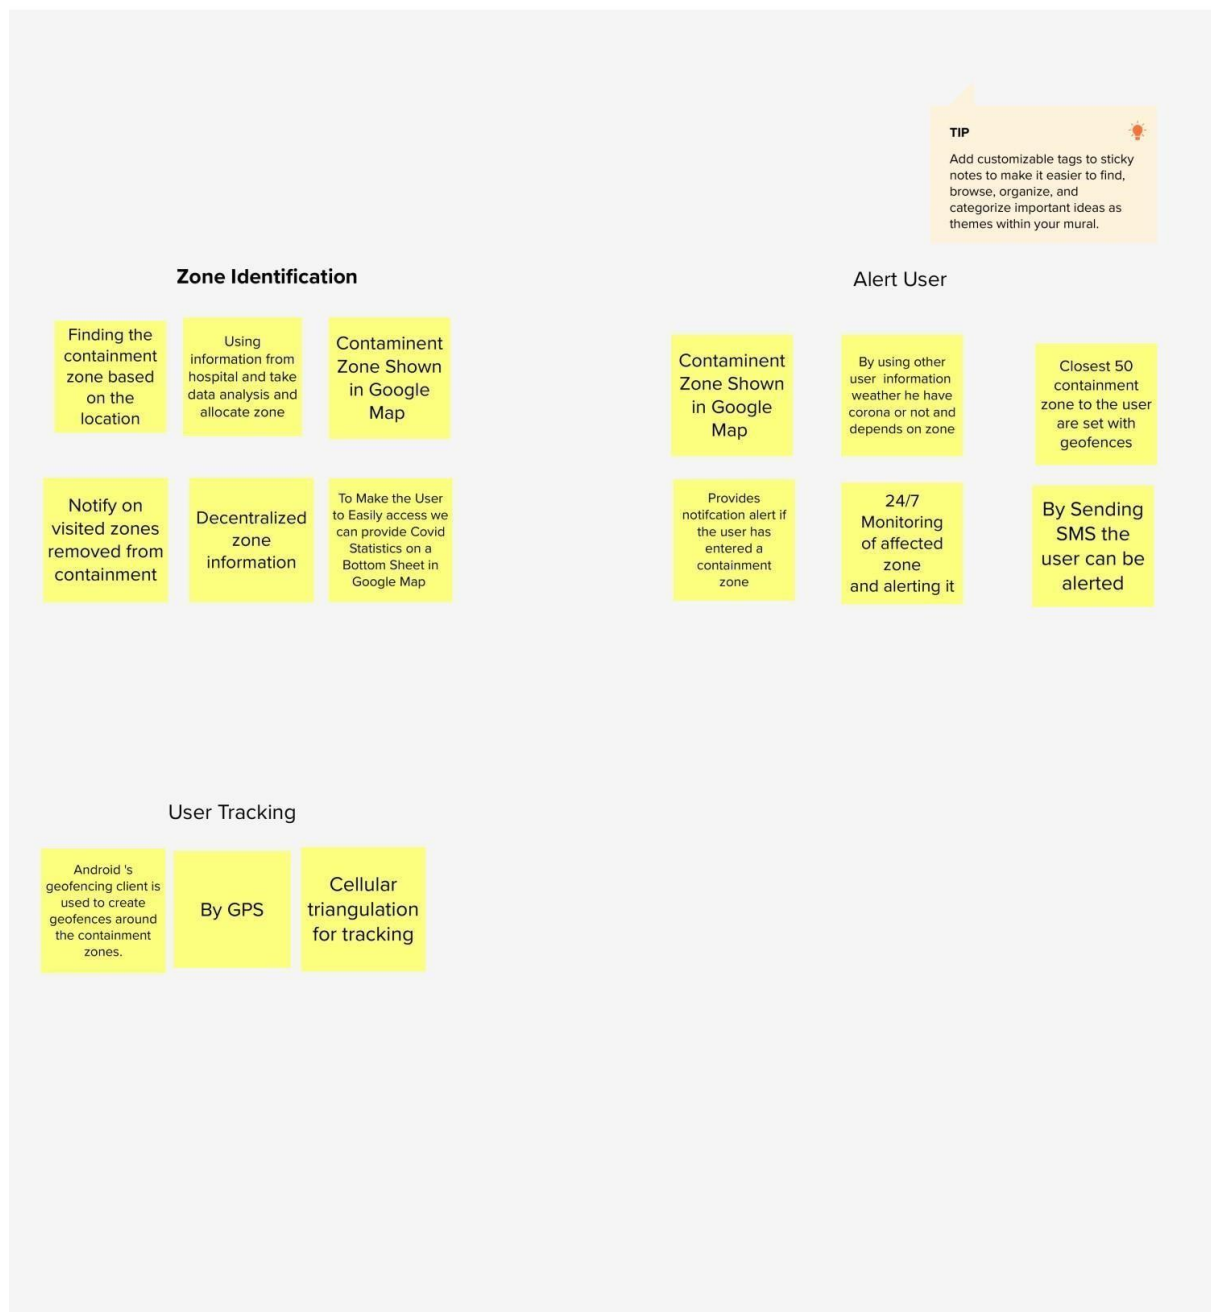 TIP
Add customizable tags to sticky
notes to make it easier to find,
browse, organize, and
categorize important ideas as
themes within your mural.
Zone Identification
Finding the
containment
zone based
on the
location
Using
information from
hospital and take
data analysis and
allocate zone
Contaminent
Zone Shown
in Google
Map
Notify on
visited zones
removed from
containment
Decentralized
zone
information
To Make the User
to Easily access we
can provide Covid
Statistics on a
Bottom Sheet in
Google Map
Alert User
Contaminent
Zone Shown
in Google
Map
By using other
user information
weather he have
corona or not and
depends on zone
Closest 50
containment
zone to the user
are set with
geofences
Provides
notifcation alert if
the user has
entered a
containment
zone
24/7
Monitoring
of affected
zone
and alerting it
By Sending
SMS the
user can be
alerted
User Tracking
Android 's
geofencing client is
used to create
geofences around
the containment
zones.
By GPS
Cellular
triangulation
for tracking